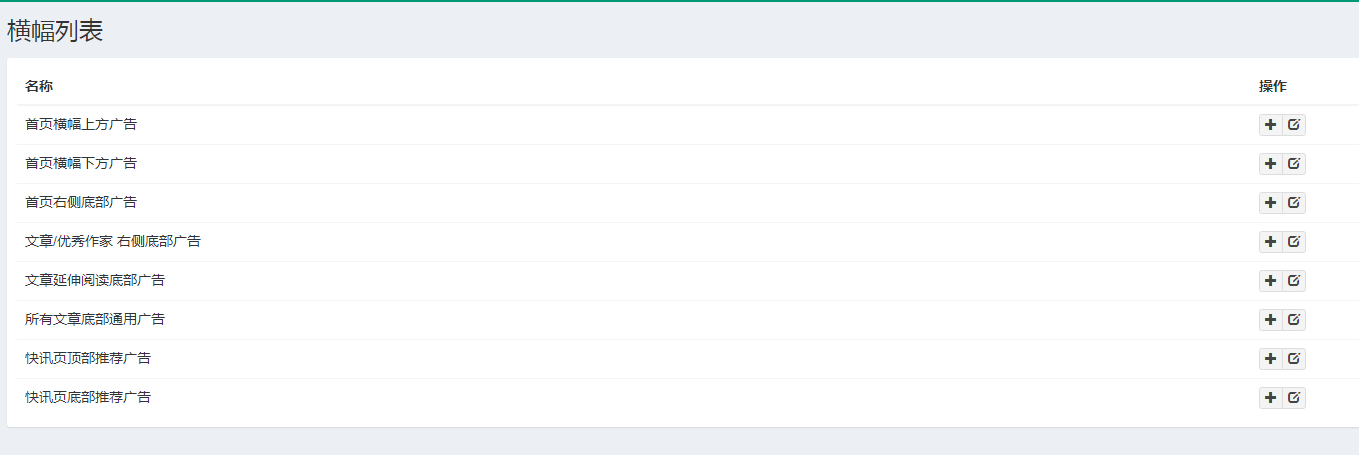 横幅列表
名称 操作
首页横幅上方广告
首页横幅下方广告
首页右侧底部广告
文章/优秀作家 右侧底部广告
文章延伸阅读底部广告
所有文章底部通用广告
快讯页顶部推荐广告
快讯页底部推荐广告